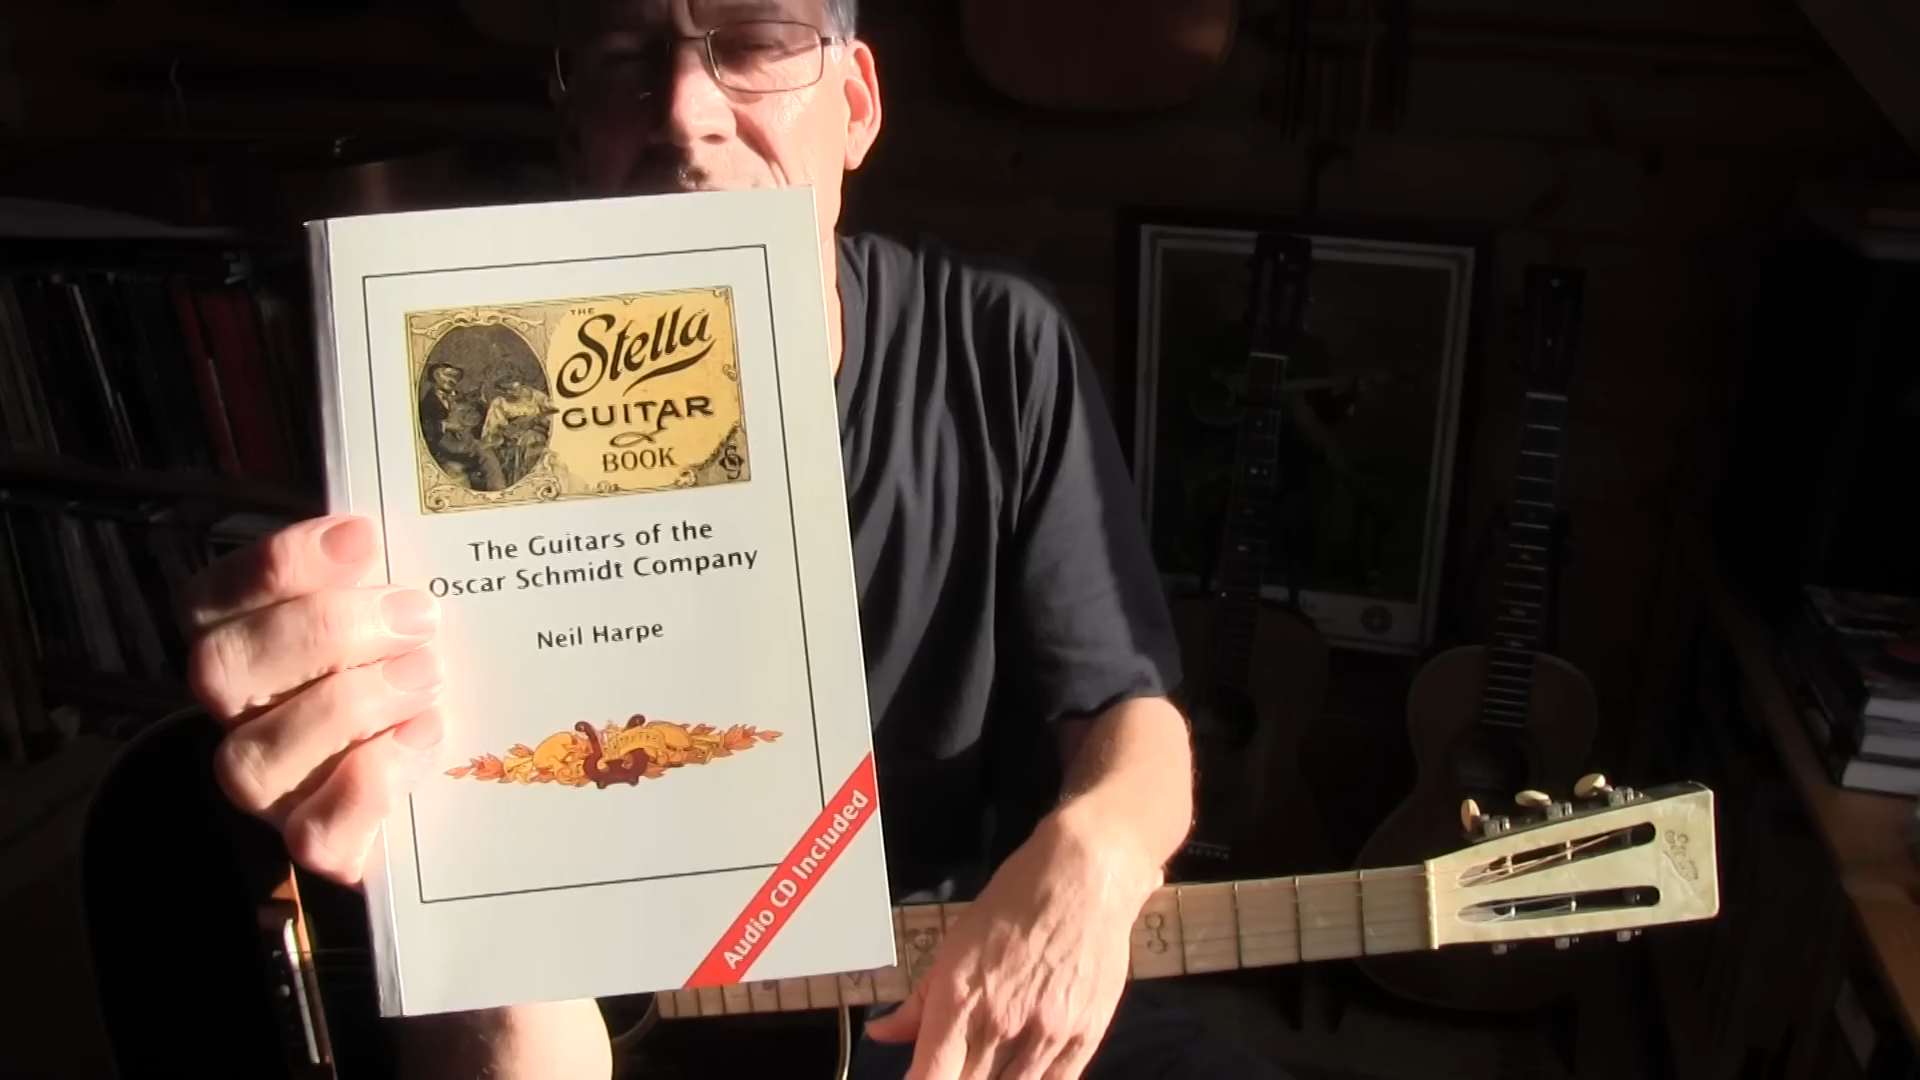 THE
Stella
GUITAR
BOOK
The Guitars of the
Oscar Schmidt Company
Neil Harpe
Audio CD Included